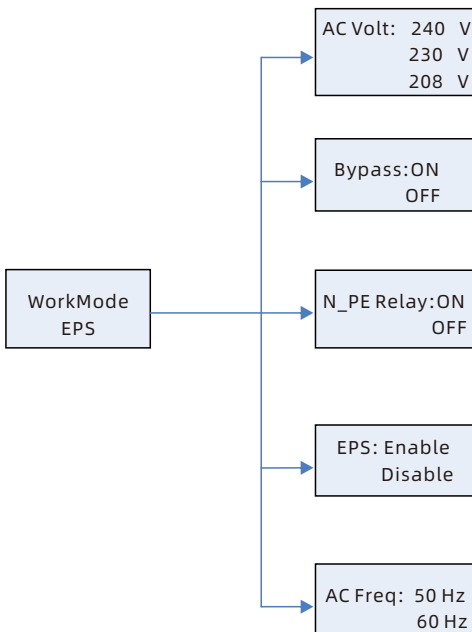 AC Volt: 240 V
230 V
208 V
Bypass:ON
OFF
WorkMode
EPS
N_PE Relay:ON
OFF
EPS: Enable
Disable
AC Freq: 50 Hz
60 Hz